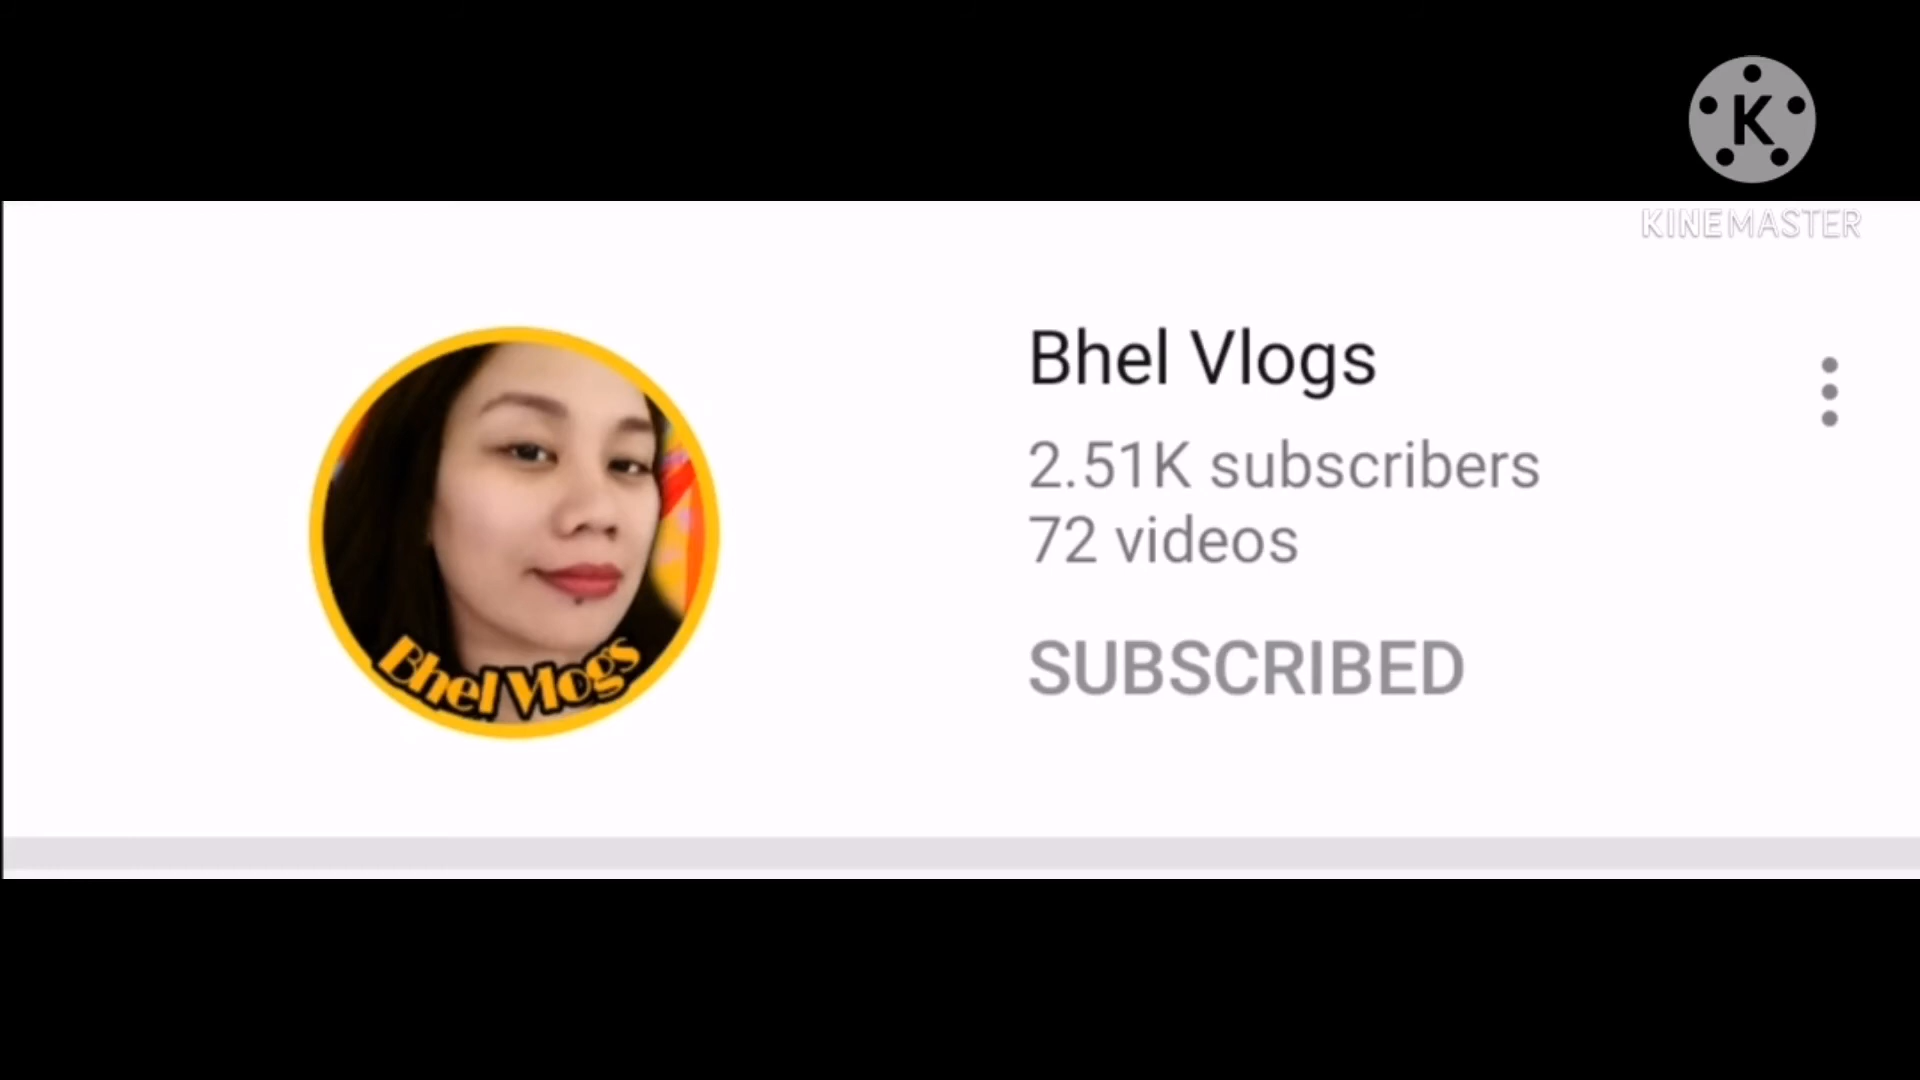 K
KINEMASTER
Bhel Vlogs
2.51K subscribers
72 videos
SUBSCRIBED
Bhel Vlogs